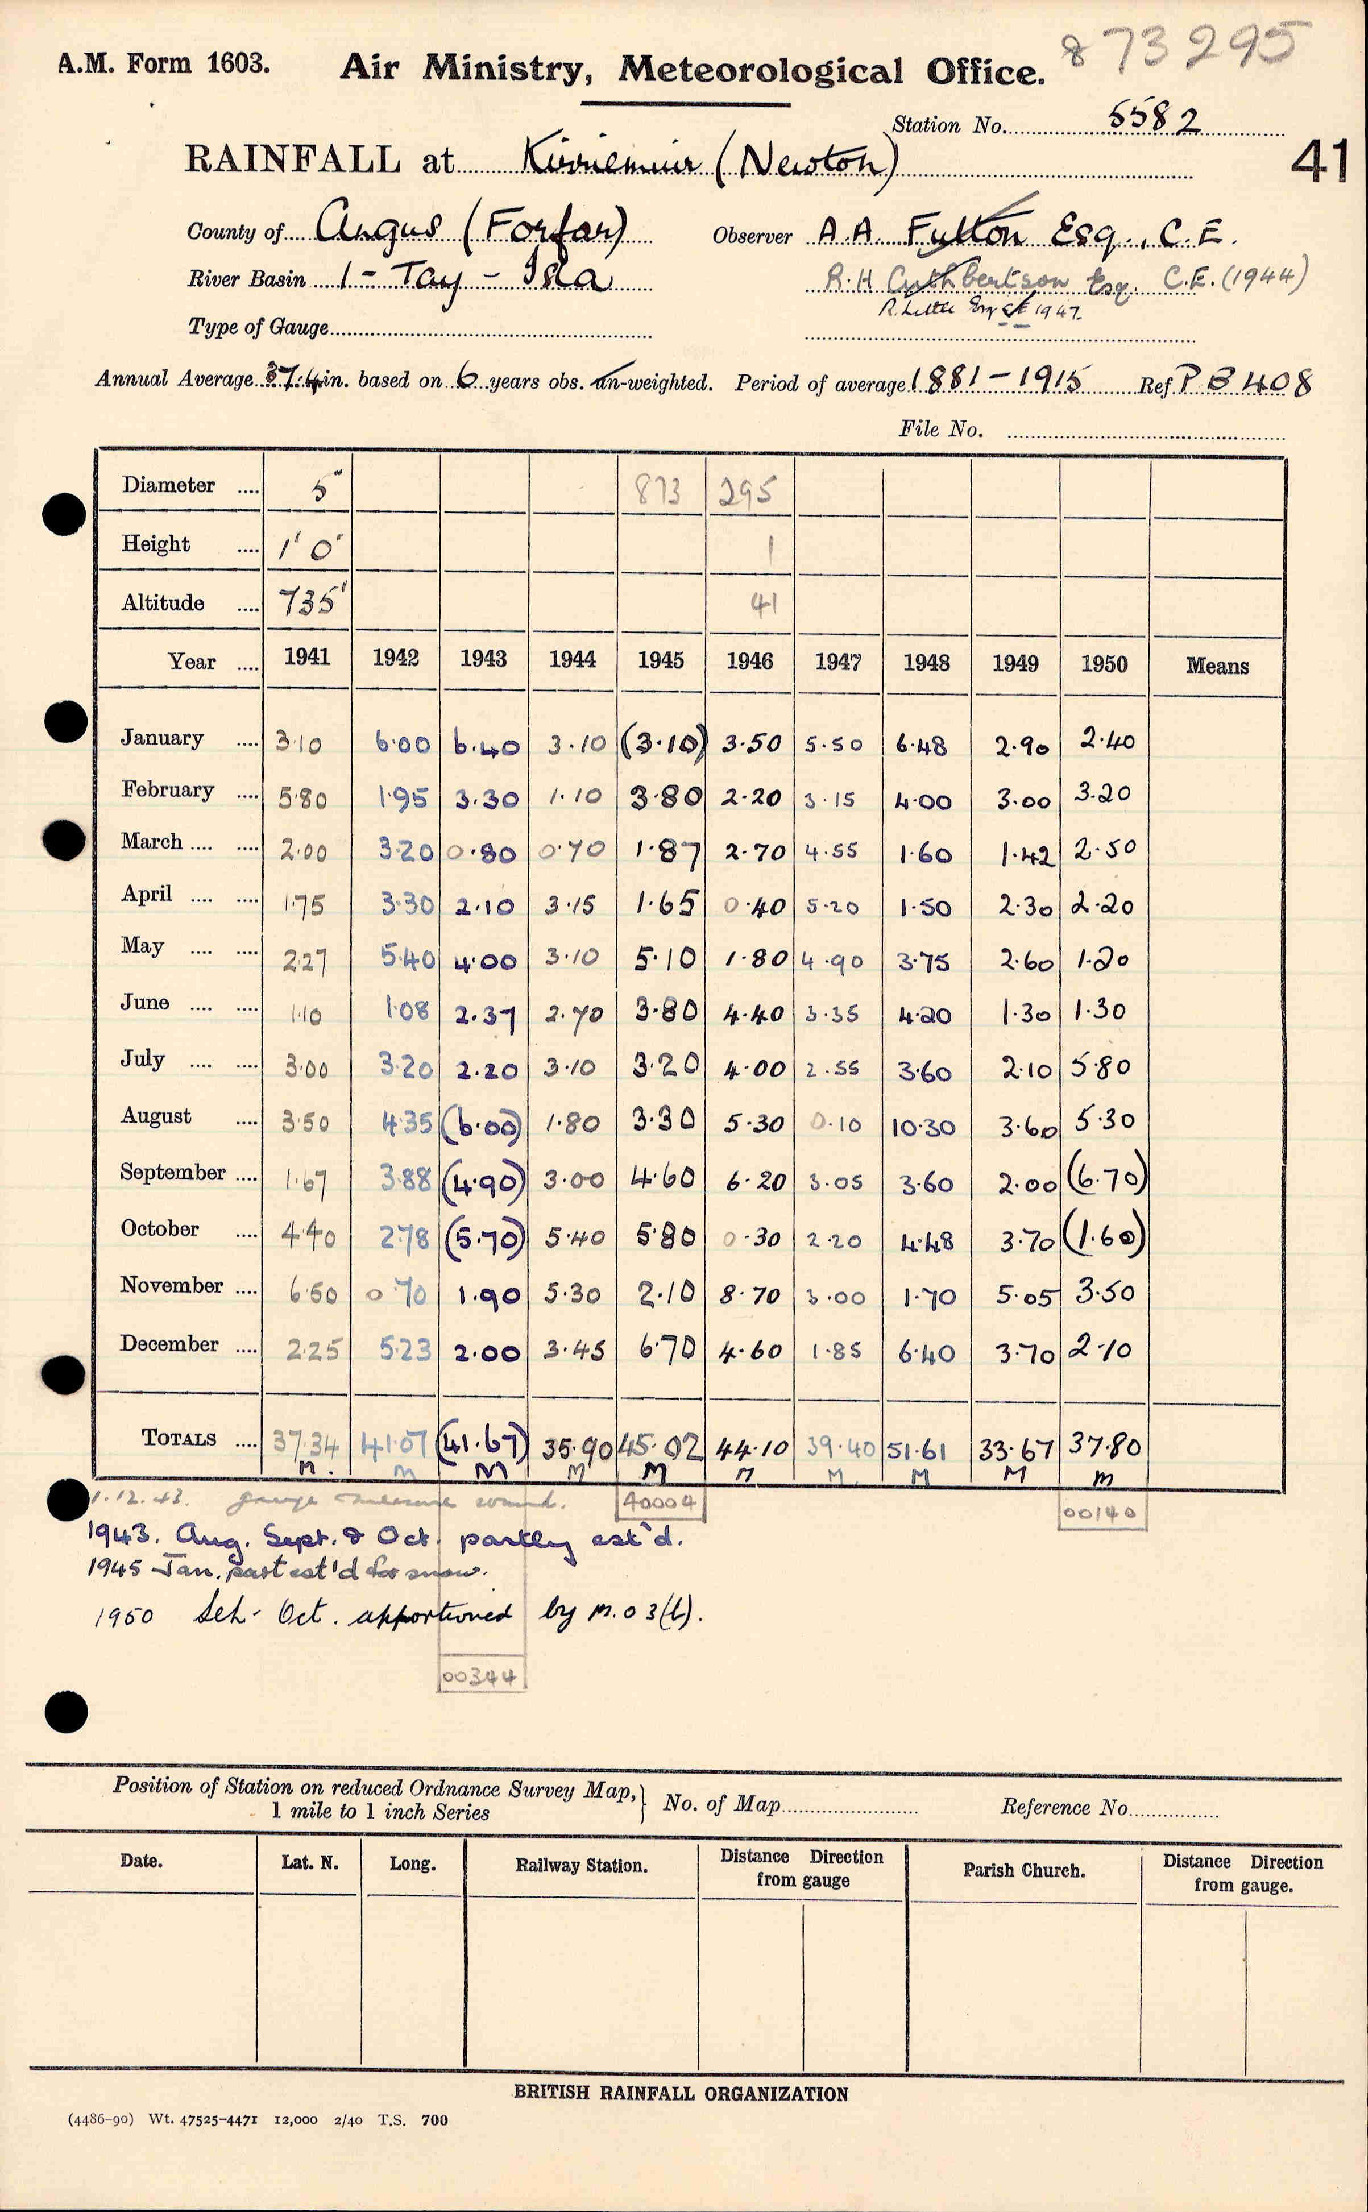 873295
A.M. Form 1603. Air Ministry, Meteorological Office.
Station No. 5582
41
RAINFALL at Kirriemuir (Newton)
County of Angus (Forfar) Observer A.A. Fulton Esq., C.E.
River Basin 1 - Tay - Isla R.H Cuthbertson Esq. C.E. (1944)
R. Little Esq CE 1947
Type of Gauge
Annual Average 37.4 in. based on 6 years obs. un-weighted. Period of average 1881-1915 Ref P B 408
File No.
Diameter .... 5" 873 295
Height .... 1' 0" 1
Altitude .... 735' 41
Year .... 1941 1942 1943 1944 1945 1946 1947 1948 1949 1950 Means
January .... 3.10 6.00 6.40 3.10 (3.10) 3.50 5.50 6.48 2.90 2.40
February .... 5.80 1.95 3.30 1.10 3.80 2.20 3.15 4.00 3.00 3.20
March .... .... 2.00 3.20 0.80 0.70 1.87 2.70 4.55 1.60 1.42 2.50
April .... .... 1.75 3.30 2.10 3.15 1.65 0.40 5.20 1.50 2.30 2.20
May .... .... 2.27 5.40 4.00 3.10 5.10 1.80 4.90 3.75 2.60 1.20
June .... .... 1.10 1.08 2.37 2.70 3.80 4.40 3.35 4.20 1.30 1.30
July .... .... 3.00 3.20 2.20 3.10 3.20 4.00 2.55 3.60 2.10 5.80
August .... 3.50 4.35 (6.00) 1.80 3.30 5.30 0.10 10.30 3.60 5.30
September .... 1.67 3.88 (4.90) 3.00 4.60 6.20 3.05 3.60 2.00 (6.70)
October .... 4.40 2.78 (5.70) 5.40 5.80 0.30 2.20 4.48 3.70 (1.60)
November .... 6.50 0.70 1.90 5.30 2.10 8.70 3.00 1.70 5.05 3.50
December .... 2.25 5.23 2.00 3.45 6.70 4.60 1.85 6.40 3.70 2.10
TOTALS .... 37.34 41.07 (41.67) 35.90 45.02 44.10 39.40 51.61 33.67 37.80
M. M M M M M M. M M M
1.12.43. gauge 40004 00140
1943. Aug. Sept. & Oct. partly est'd.
1945 Jan. part est'd for snow.
1950 Sept- Oct. apportioned by M.O 3(b).
00344
Position of Station on reduced Ordnance Survey Map,
1 mile to 1 inch Series
No. of Map Reference No.
Date. Lat. N. Long. Railway Station. Distance Direction from gauge Parish Church. Distance Direction from gauge.
BRITISH RAINFALL ORGANIZATION
(4486-90) Wt. 47525-4471 12,000 2/40 T.S. 700